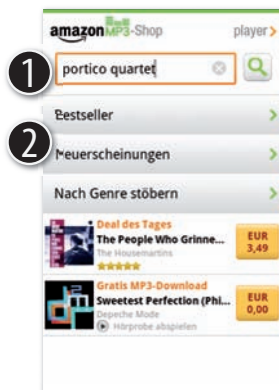 amazon MP3-Shop player >
1 portico quartet
Bestseller
2 Neuerscheinungen
Nach Genre stöbern
Deal des Tages
The People Who Grinne...
The Housemartins
EUR 3,49
Gratis MP3-Download
Sweetest Perfection (Phi...
Depeche Mode
Hörprobe abspielen
EUR 0,00